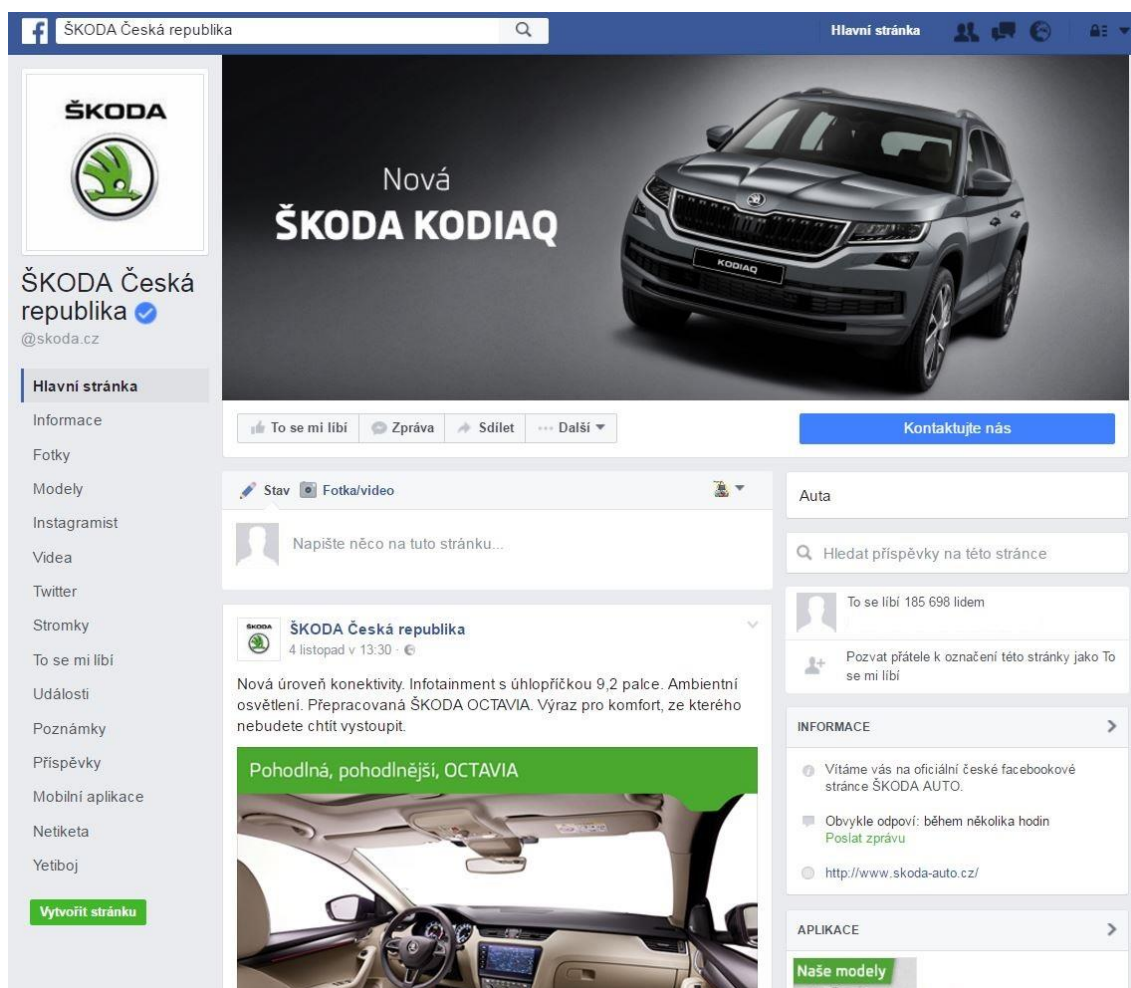 ŠKODA Česká republika
Hlavní stránka
ŠKODA
ŠKODA Česká
republika
@skoda.cz
Hlavní stránka
Informace
Fotky
Modely
Instagramist
Videa
Twitter
Stromky
To se mi líbí
Události
Poznámky
Příspěvky
Mobilní aplikace
Netiketa
Yetiboj
Vytvořit stránku
Nová
ŠKODA KODIAQ
KODIAQ
To se mi líbí
Zpráva
Sdílet
Další
Kontaktujte nás
Stav
Fotka/video
Napište něco na tuto stránku...
ŠKODA
ŠKODA Česká republika
4 listopad v 13:30 ·
Nová úroveň konektivity. Infotainment s úhlopříčkou 9,2 palce. Ambientní
osvětlení. Přepracovaná ŠKODA OCTAVIA. Výraz pro komfort, ze kterého
nebudete chtít vystoupit.
Pohodlná, pohodlnější, OCTAVIA
Auta
Hledat příspěvky na této stránce
To se líbí 185 698 lidem
Pozvat přátele k označení této stránky jako To
se mi líbí
INFORMACE
Vítáme vás na oficiální české facebookové
stránce ŠKODA AUTO.
Obvykle odpoví: během několika hodin
Poslat zprávu
http://www.skoda-auto.cz/
APLIKACE
Naše modely